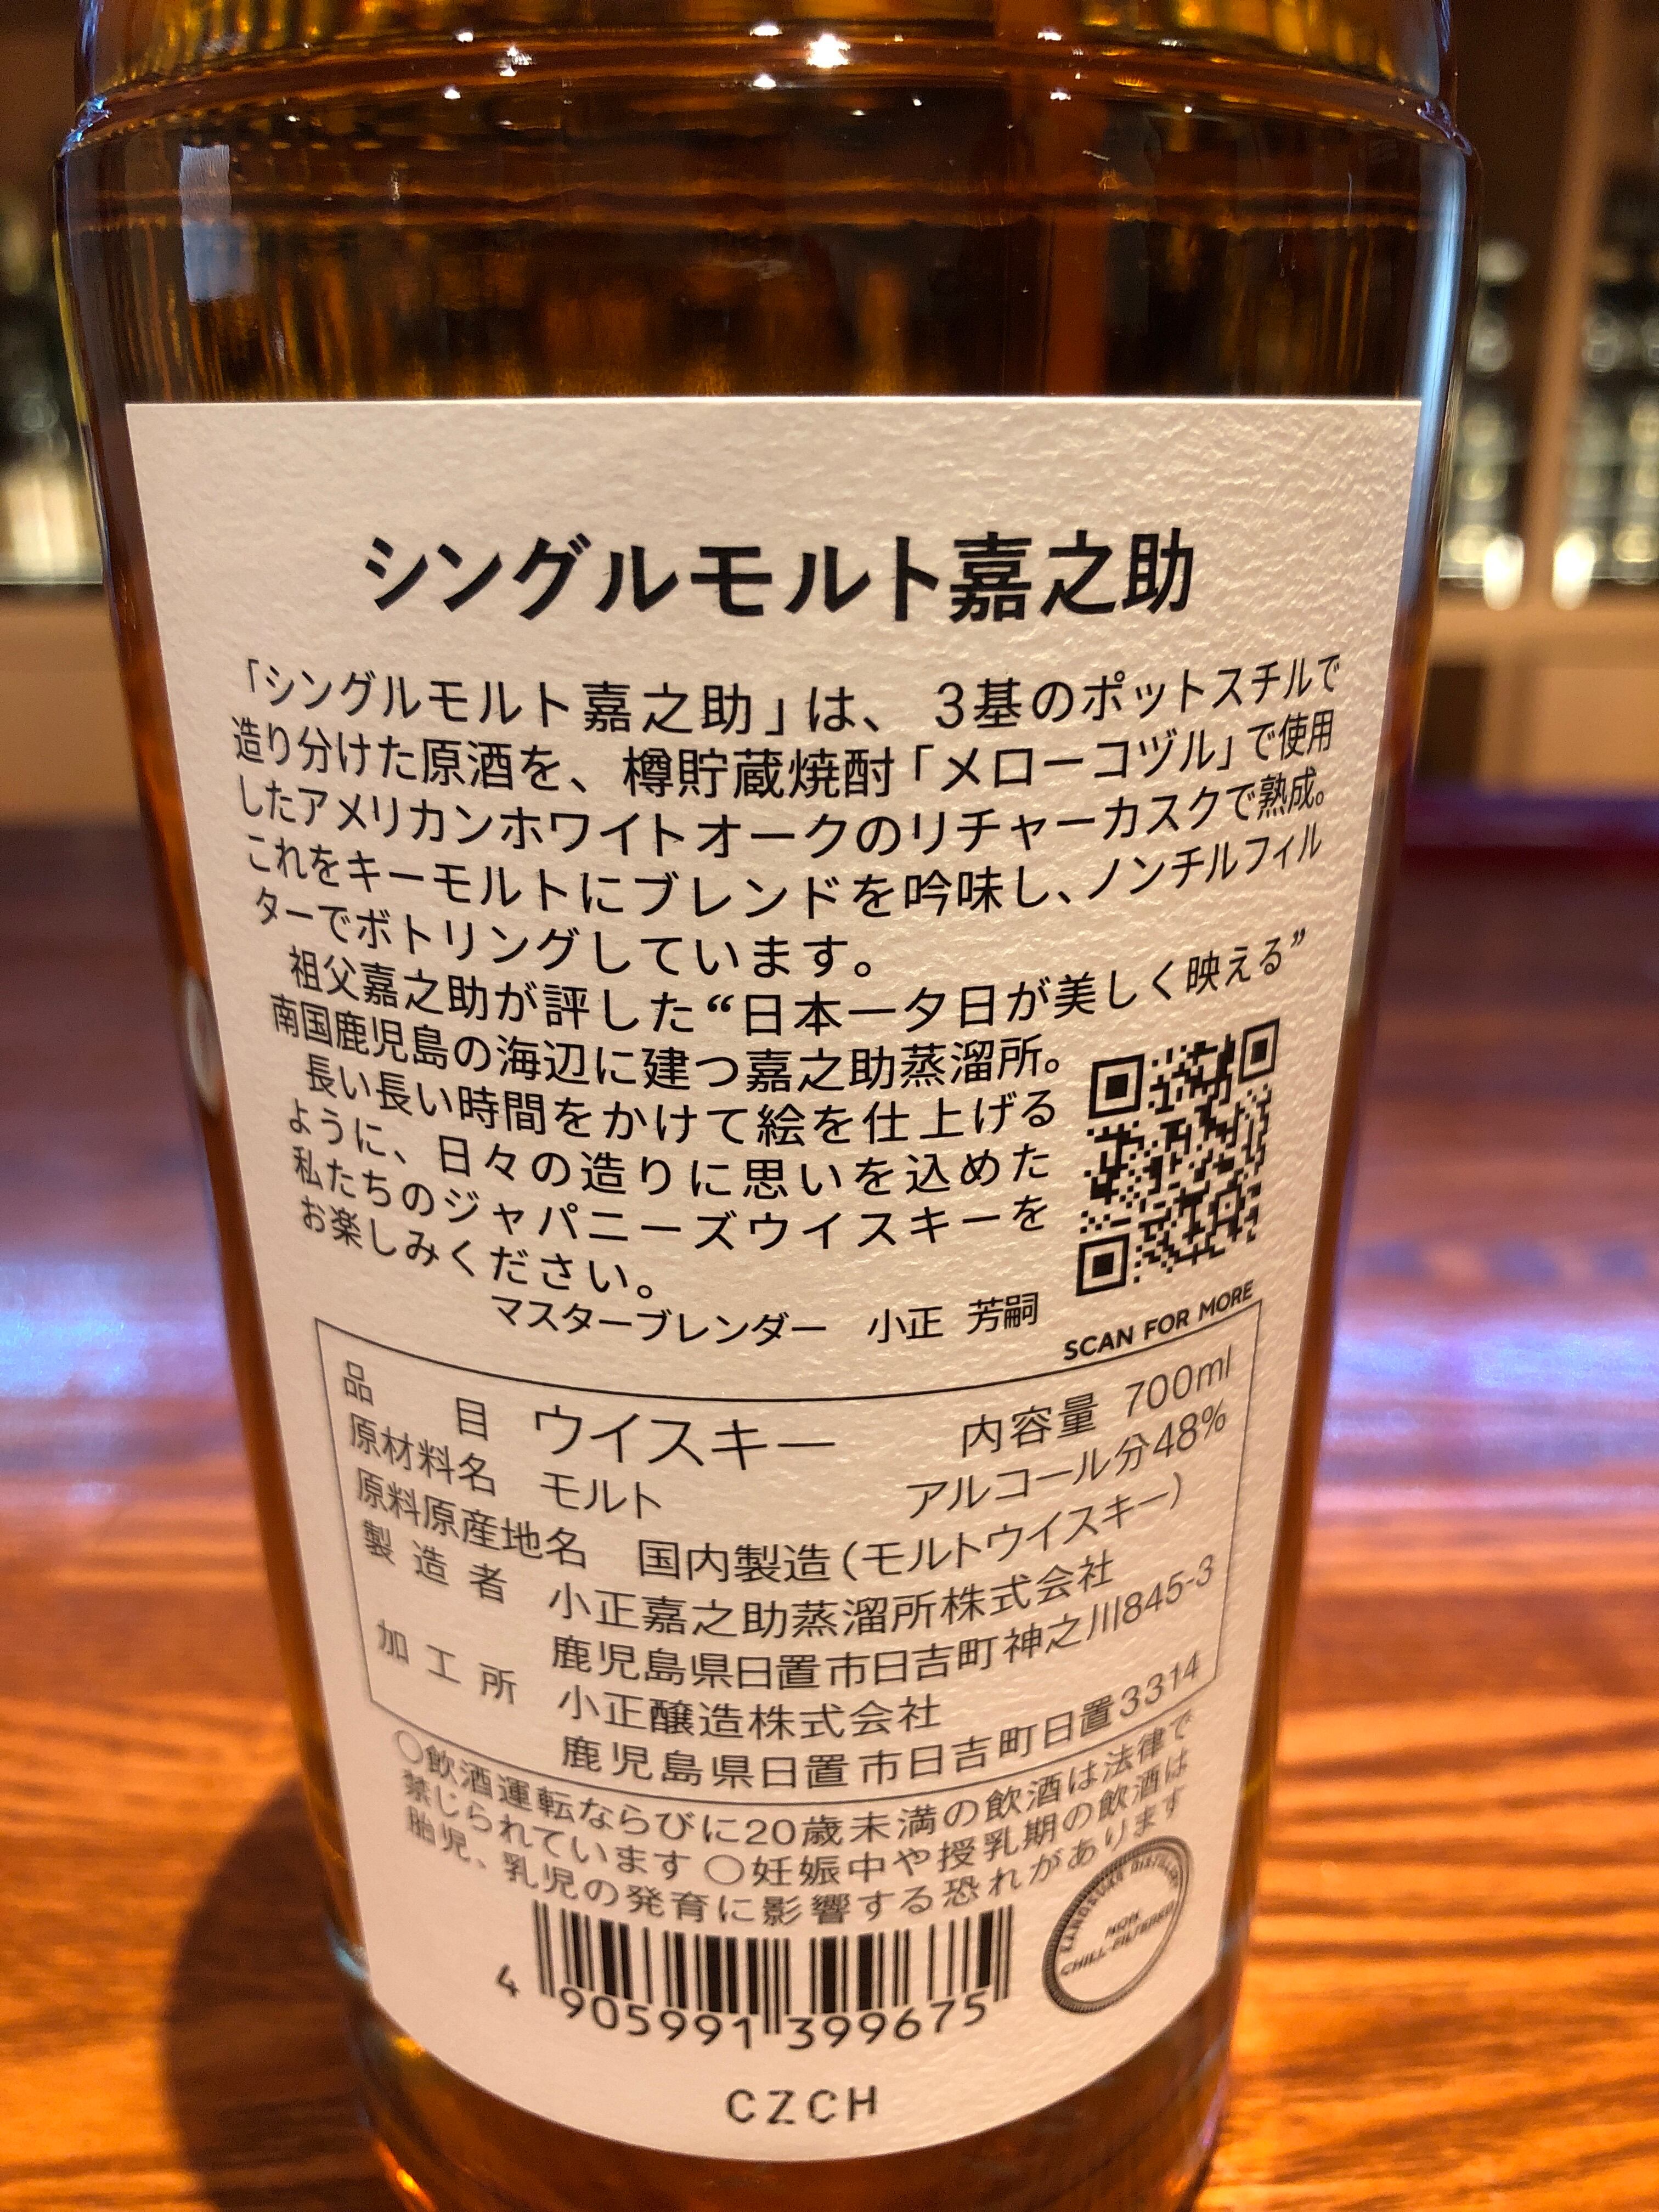 シングルモルト嘉之助
「シングルモルト嘉之助」は、 3基のポットスチルで
造り分けた原酒を、樽貯蔵焼酎「メローコヅル」で使用
したアメリカンホワイトオークのリチャーカスクで熟成。
これをキーモルトにブレンドを吟味し、ノンチルフィル
ターでボトリングしています。
祖父嘉之助が評した“日本一夕日が美しく映える”
南国鹿児島の海辺に建つ嘉之助蒸溜所。
長い長い時間をかけて絵を仕上げる
ように、日々の造りに思いを込めた
私たちのジャパニーズウイスキーを
お楽しみください。
マスターブレンダー 小正 芳嗣
SCAN FOR MORE
品目 ウイスキー 内容量 700ml
原材料名 モルト アルコール分48%
原料原産地名 国内製造(モルトウイスキー)
製造者 小正嘉之助蒸溜所株式会社
鹿児島県日置市日吉町神之川845-3
加工所 小正醸造株式会社
鹿児島県日置市日吉町日置3314
○飲酒運転ならびに20歳未満の飲酒は法律で
禁じられています ○妊娠中や授乳期の飲酒は
胎児、乳児の発育に影響する恐れがあります
KANOSUKE DISTILLERY
NON
CHILL-FILTERED
4 905991 399675
CZCH